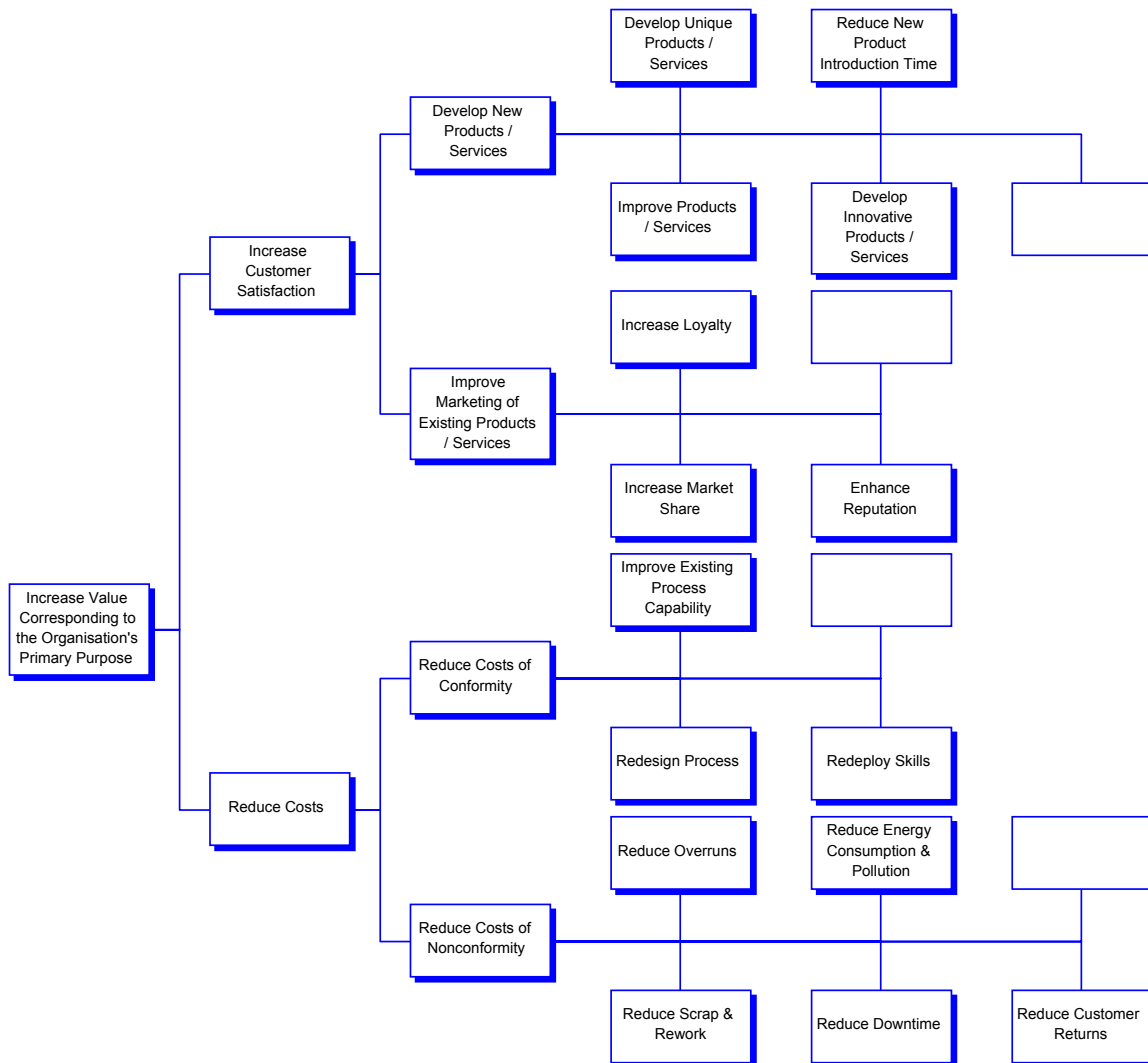 Develop Unique
Products /
Services
Reduce New
Product
Introduction Time
Develop New
Products /
Services
Improve Products
/ Services
Develop
Innovative
Products /
Services
Increase
Customer
Satisfaction
Increase Loyalty
Improve
Marketing of
Existing Products
/ Services
Increase Market
Share
Enhance
Reputation
Improve Existing
Process
Capability
Increase Value
Corresponding to
the Organisation's
Primary Purpose
Reduce Costs of
Conformity
Redesign Process
Redeploy Skills
Reduce Costs
Reduce Overruns
Reduce Energy
Consumption &
Pollution
Reduce Costs of
Nonconformity
Reduce Scrap &
Rework
Reduce Downtime
Reduce Customer
Returns